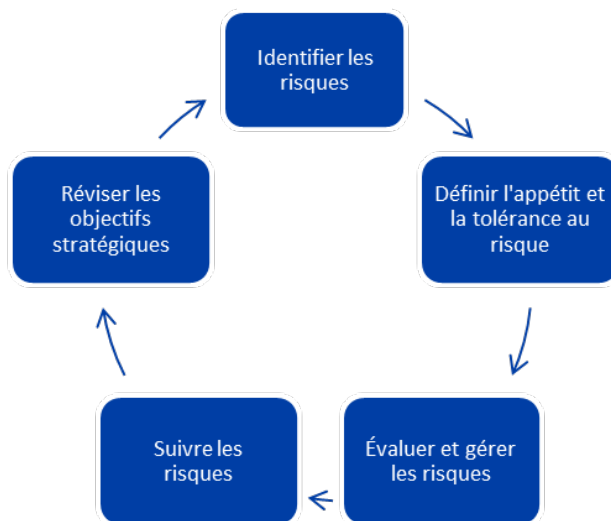 Identifier les
risques
Définir l'appétit et
la tolérance au
risque
Évaluer et gérer
les risques
Suivre les
risques
Réviser les
objectifs
stratégiques